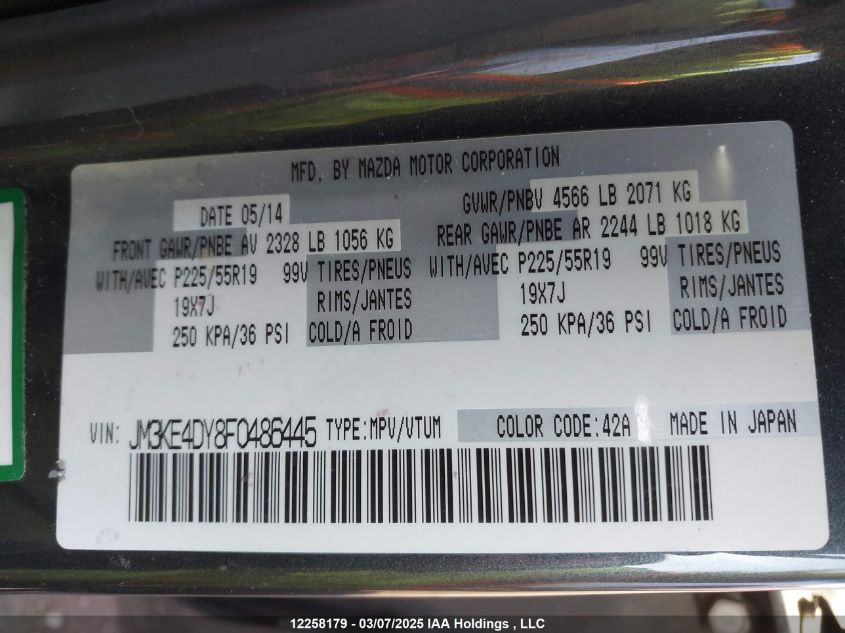 MFD. BY MAZDA MOTOR CORPORATION
DATE 05/14 GVWR/PNBV 4566 LB 2071 KG
FRONT GAWR/PNBE AV 2328 LB 1056 KG REAR GAWR/PNBE AR 2244 LB 1018 KG
WITH/AVEC P225/55R19 99V TIRES/PNEUS WITH/AVEC P225/55R19 99V TIRES/PNEUS
19X7J RIMS/JANTES 19X7J RIMS/JANTES
250 KPA/36 PSI COLD/A FROID 250 KPA/36 PSI COLD/A FROID
VIN: JM3KE4DY8F0486445 TYPE:MPV/VTUM COLOR CODE:42A MADE IN JAPAN
12258179 - 03/07/2025 IAA Holdings , LLC